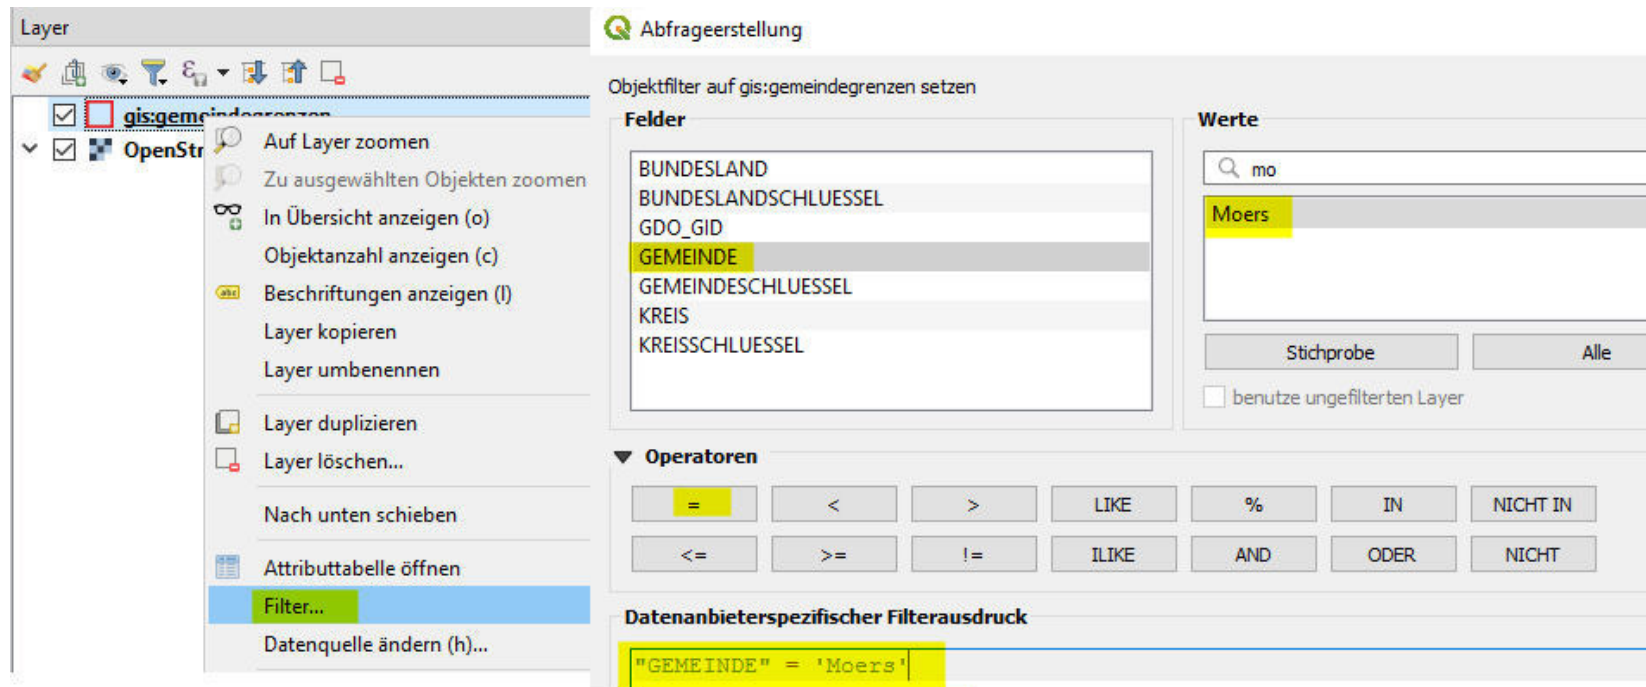 Layer
gis:gemeindegrenzen
OpenStr
Auf Layer zoomen
Zu ausgewählten Objekten zoomen
In Übersicht anzeigen (o)
Objektanzahl anzeigen (c)
abc
Beschriftungen anzeigen (l)
Layer kopieren
Layer umbenennen
Layer duplizieren
Layer löschen...
Nach unten schieben
Attributtabelle öffnen
Filter...
Datenquelle ändern (h)...
Abfrageerstellung
Objektfilter auf gis:gemeindegrenzen setzen
Felder
BUNDESLAND
BUNDESLANDSCHLUESSEL
GDO_GID
GEMEINDE
GEMEINDESCHLUESSEL
KREIS
KREISSCHLUESSEL
Werte
mo
Moers
Stichprobe Alle
benutze ungefilterten Layer
Operatoren
= < > LIKE % IN NICHT IN
<= >= != ILIKE AND ODER NICHT
Datenanbieterspezifischer Filterausdruck
"GEMEINDE" = 'Moers'